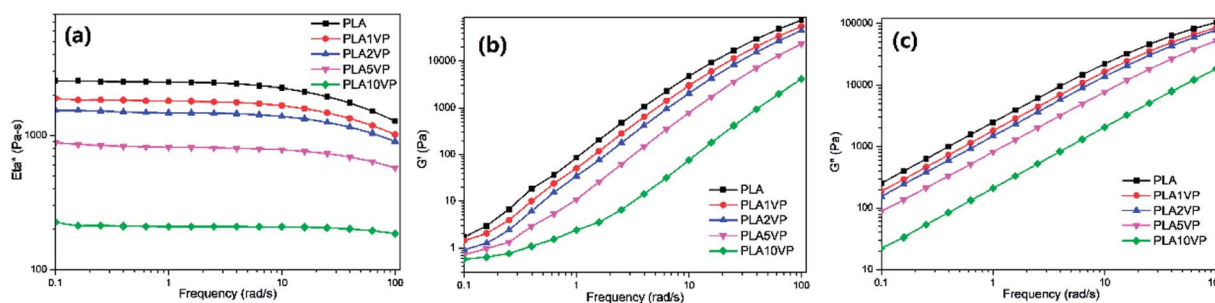 (a)
PLA
PLA1VP
PLA2VP
PLA5VP
PLA10VP
1000
100
Eta* (Pa-s)
0.1
1
10
100
Frequency (rad/s)
(b)
10000
1000
100
10
1
G' (Pa)
PLA
PLA1VP
PLA2VP
PLA5VP
PLA10VP
0.1
1
10
100
Frequency (rad/s)
(c)
100000
10000
1000
100
10
G" (Pa)
PLA
PLA1VP
PLA2VP
PLA5VP
PLA10VP
0.1
1
10
Frequency (rad/s)